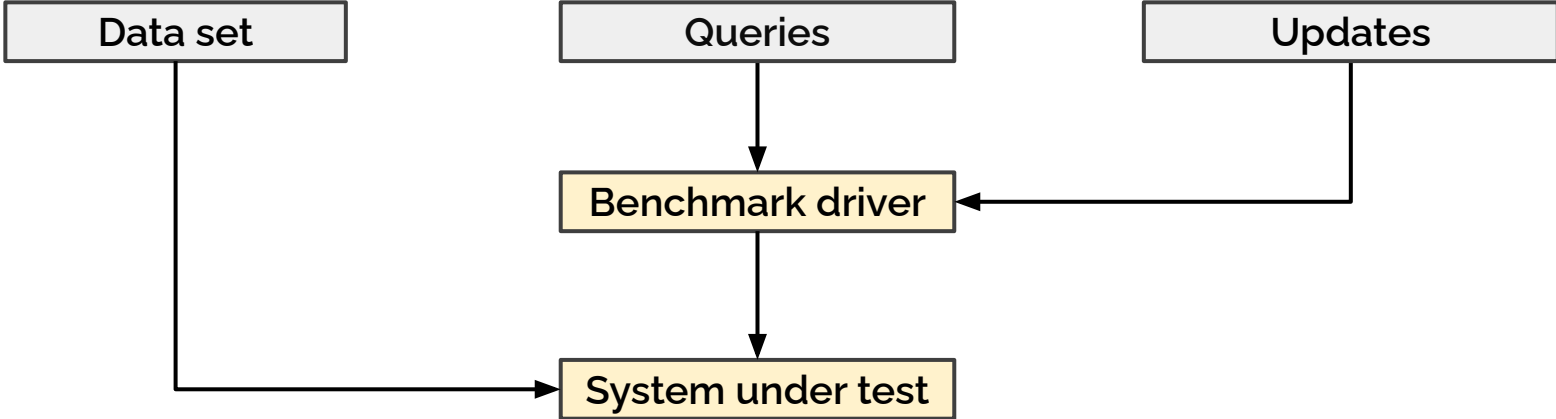 Data set
Queries
Updates
Benchmark driver
System under test